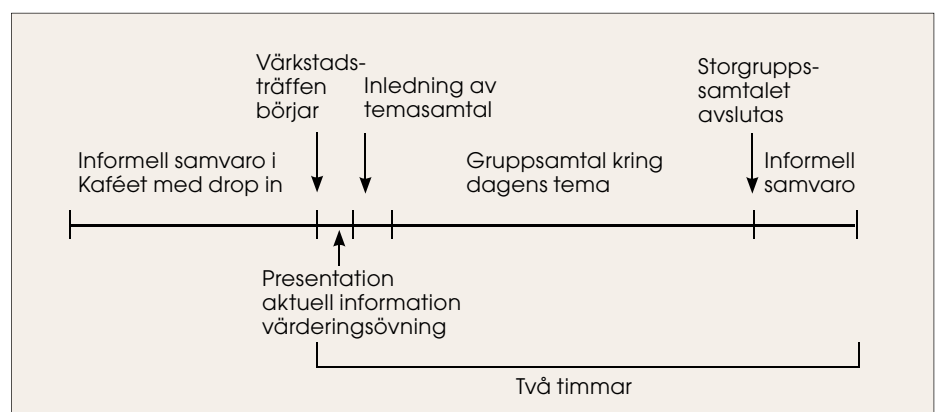 Värkstads-
träffen
börjar
Inledning av
temasamtal
Storgrupps-
samtalet
avslutas
Informell samvaro i
Kaféet med drop in
Gruppsamtal kring
dagens tema
Informell
samvaro
Presentation
aktuell information
värderingsövning
Två timmar